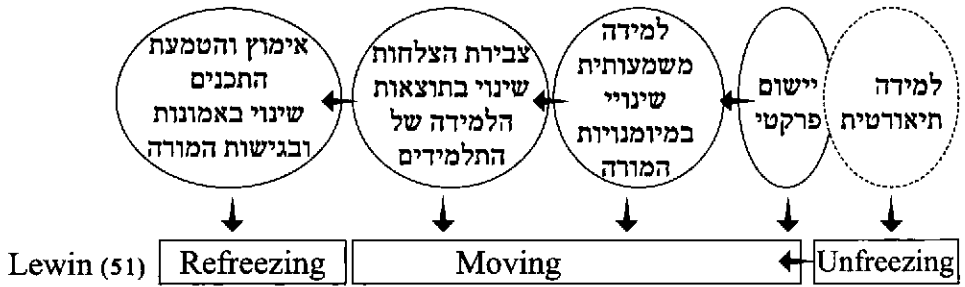 למידה
תיאורטית
יישום
פרקטי
למידה
משמעותית
שינויי
במיומנויות
המורה
צבירת הצלחות
שינוי בתוצאות
הלמידה של
התלמידים
אימוץ והטמעת
התכנים
שינוי באמונות
ובגישות המורה
Lewin (51)
Refreezing
Moving
Unfreezing